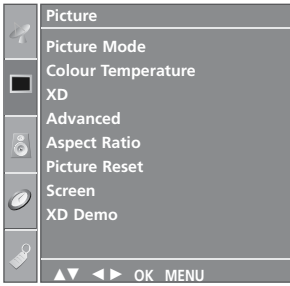 Picture
Picture Mode
Colour Temperature
XD
Advanced
Aspect Ratio
Picture Reset
Screen
XD Demo
▲▼ ◄► OK MENU